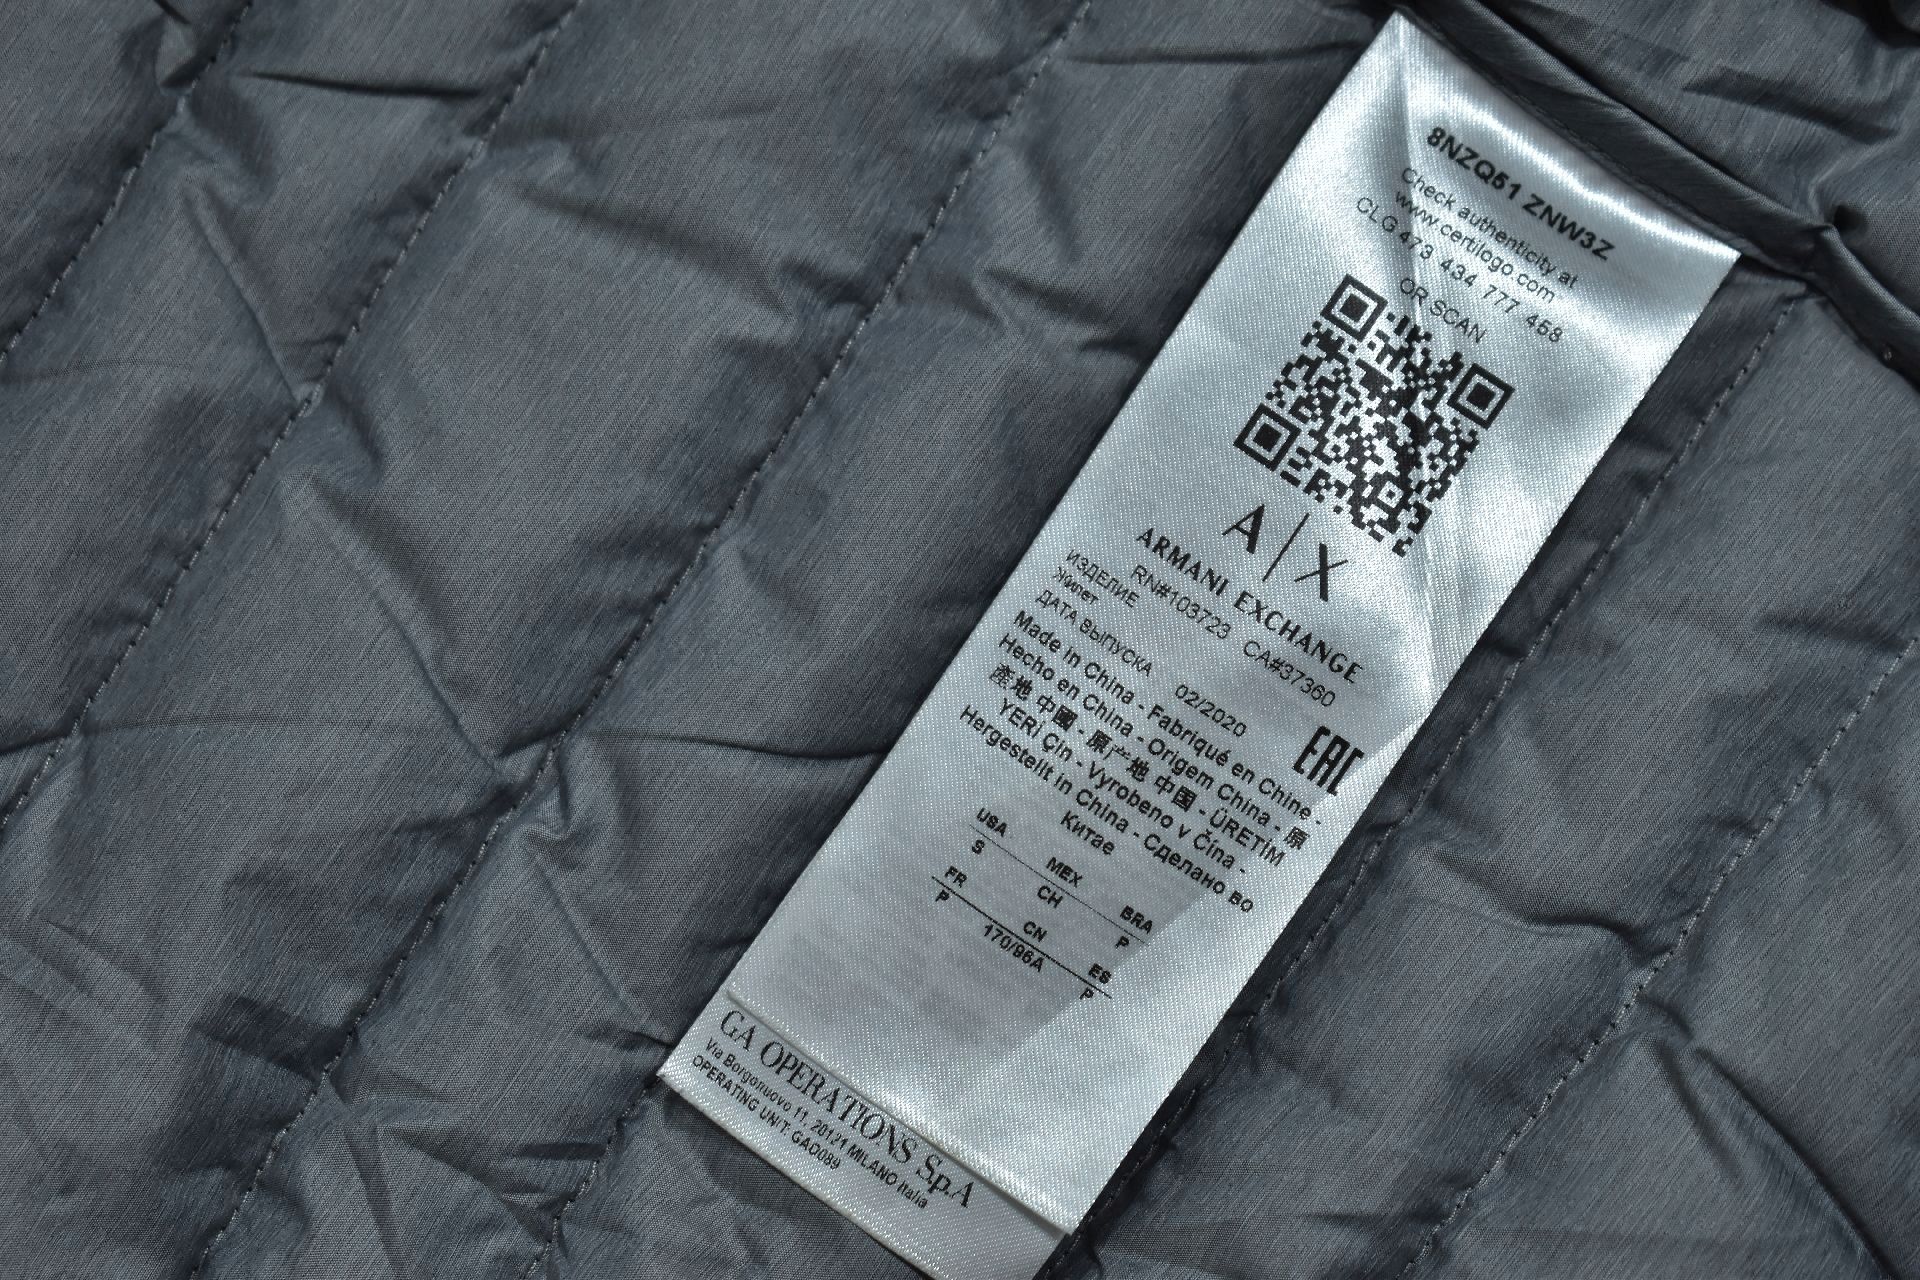 8NZQ51 ZNW3Z
Check authenticity at
www.certilogo.com
CLG 473 434 777 468
OR SCAN
A|X
ARMANI EXCHANGE
RN#103723 CA#37360
ИЗДЕЛИЕ
Жилет
ДАТА ВЫПУСКА 02/2020
EAC
Made in China - Fabriqué en Chine -
Hecho en China - Origem China - 原
產地 中國 - 原产地 中国 - ÜRETİM
YERİ Çin - Vyrobeno v Čína -
Hergestellt in China - Сделано во
Китае
USA MEX BRA
S CH P
FR CN ES
P 170/96A P
GA OPERATIONS S.p.A
Via Borgonuovo 11, 20121 MILANO Italia
OPERATING UNIT: GAO089